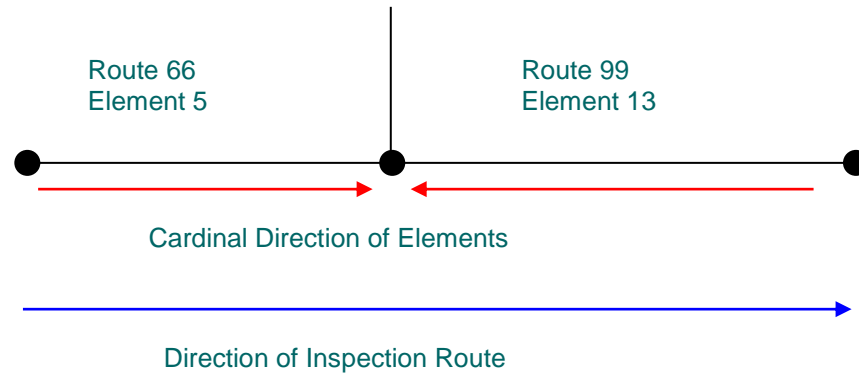 Route 66
Element 5
Route 99
Element 13
Cardinal Direction of Elements
Direction of Inspection Route